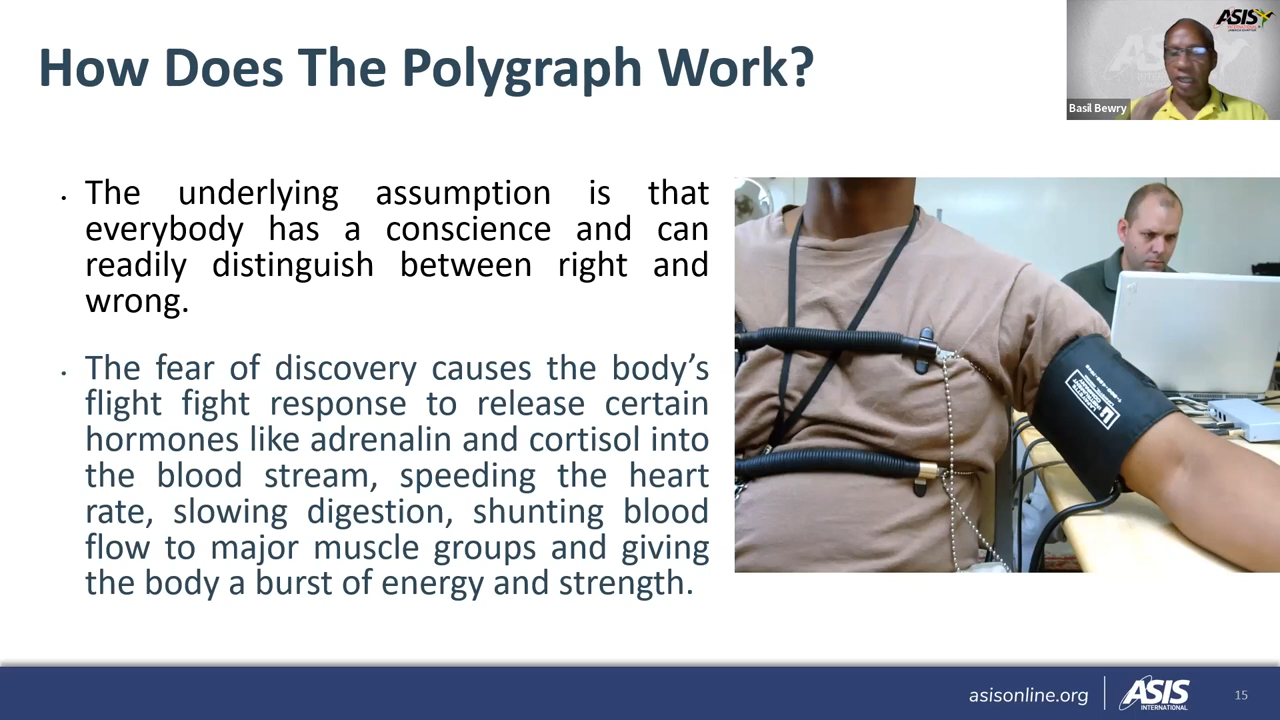 How Does The Polygraph Work?
ASIS
INTERNATIONAL
Basil Bewry
• The underlying assumption is that
everybody has a conscience and can
readily distinguish between right and
wrong.
• The fear of discovery causes the body's
flight fight response to release certain
hormones like adrenalin and cortisol into
the blood stream, speeding the heart
rate, slowing digestion, shunting blood
flow to major muscle groups and giving
the body a burst of energy and strength.
asisonline.org
ASIS
INTERNATIONAL
15